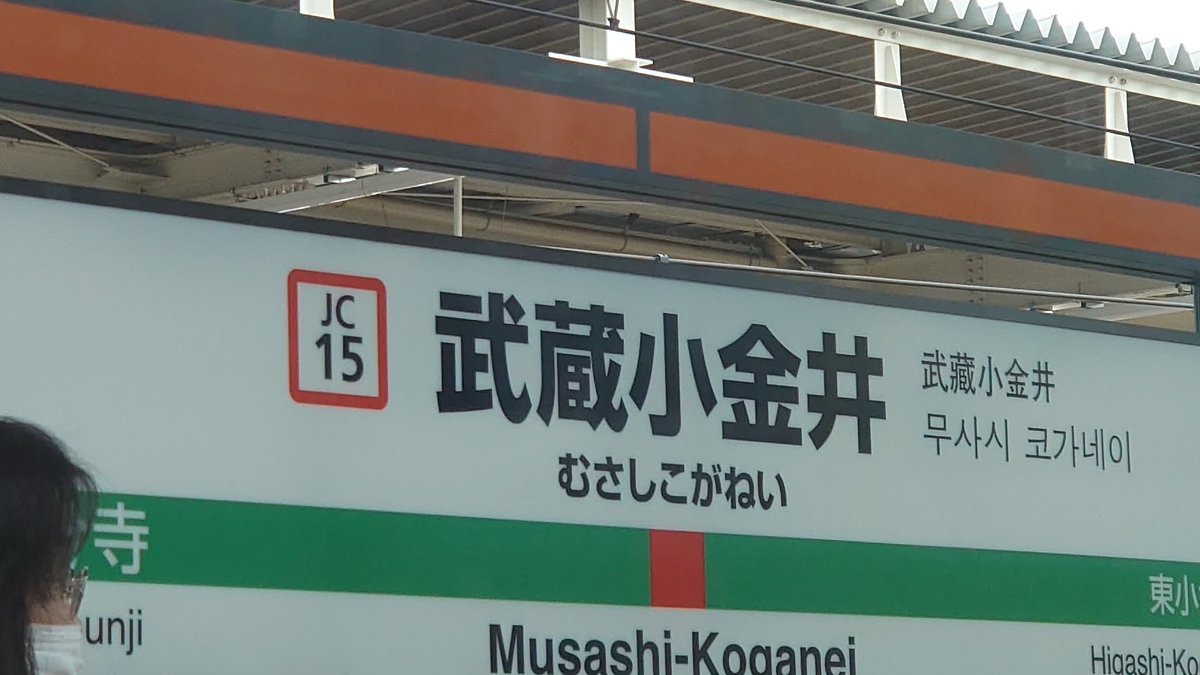 JC
15
武蔵小金井
むさしこがねい
武藏小金井
무사시 코가네이
寺
東小
unji
Musashi-Koganei
Higashi-Ko